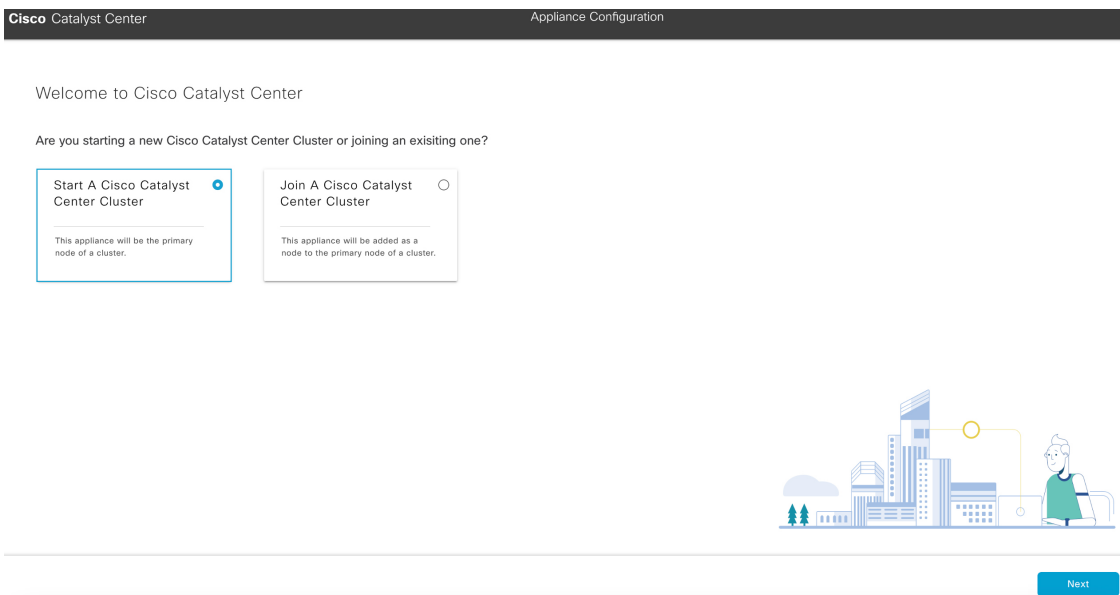 Cisco Catalyst Center
Appliance Configuration
Welcome to Cisco Catalyst Center
Are you starting a new Cisco Catalyst Center Cluster or joining an exisiting one?
Start A Cisco Catalyst
Center Cluster
This appliance will be the primary
node of a cluster.
Join A Cisco Catalyst
Center Cluster
This appliance will be added as a
node to the primary node of a cluster.
Next